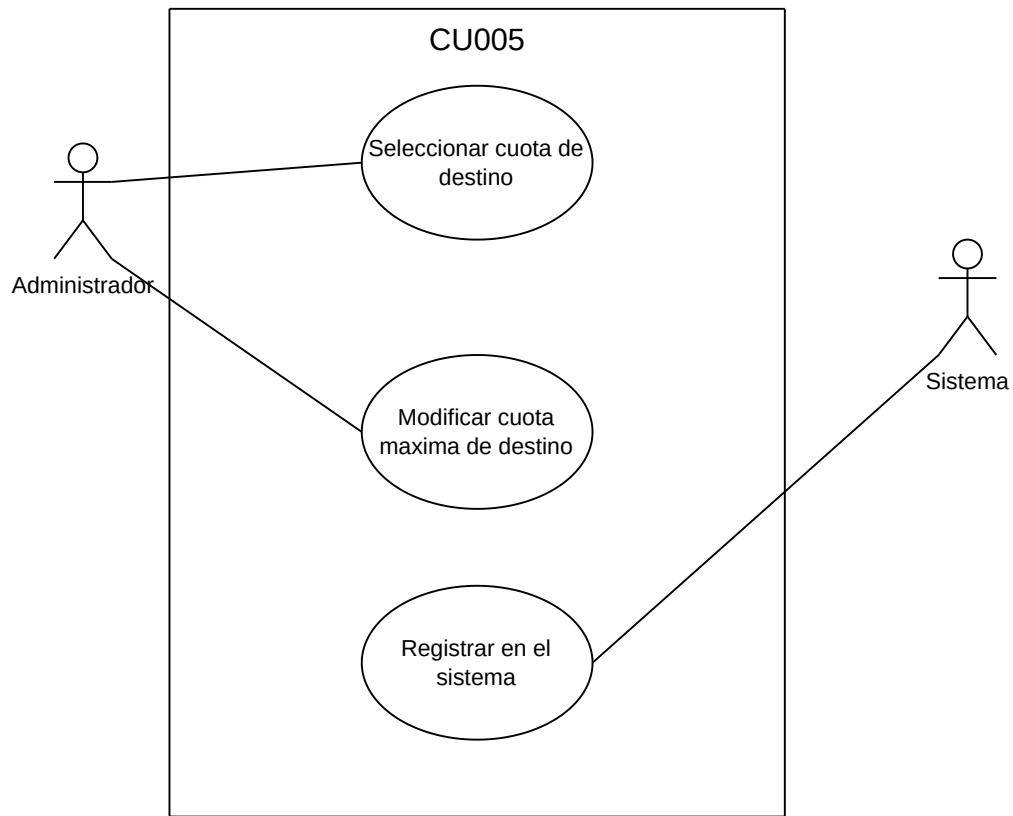 CU005
Seleccionar cuota de
destino
Administrador
Sistema
Modificar cuota
maxima de destino
Registrar en el
sistema